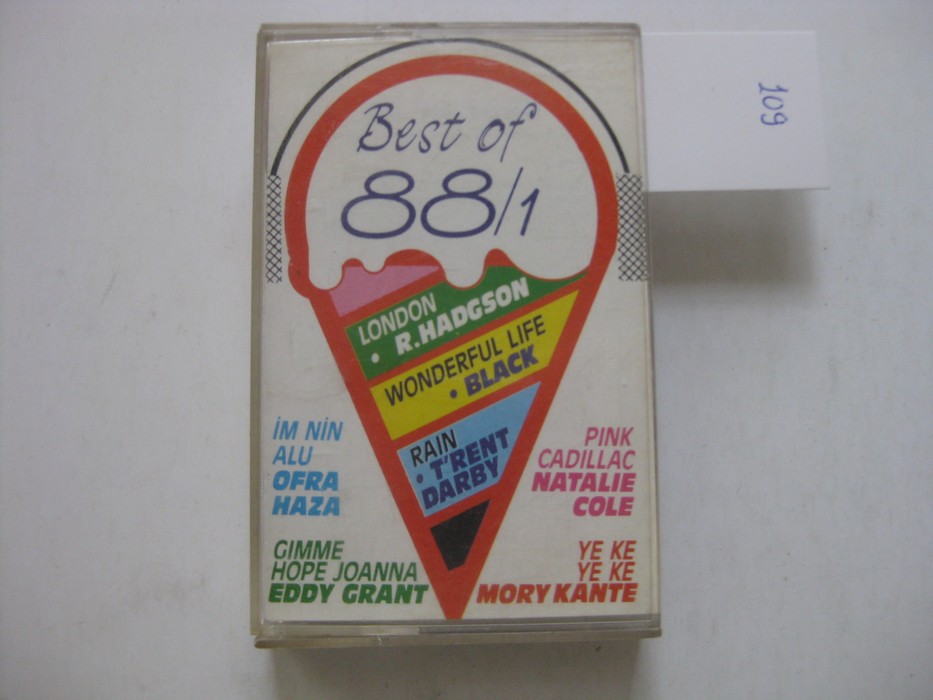 Best of
88/1
109
LONDON
• R.HADGSON
WONDERFUL LIFE
• BLACK
RAIN
• T'RENT
DARBY
İM NİN
ALU
OFRA
HAZA
PINK
CADILLAC
NATALIE
COLE
GIMME
HOPE JOANNA
EDDY GRANT
YE KE
YE KE
MORY KANTE